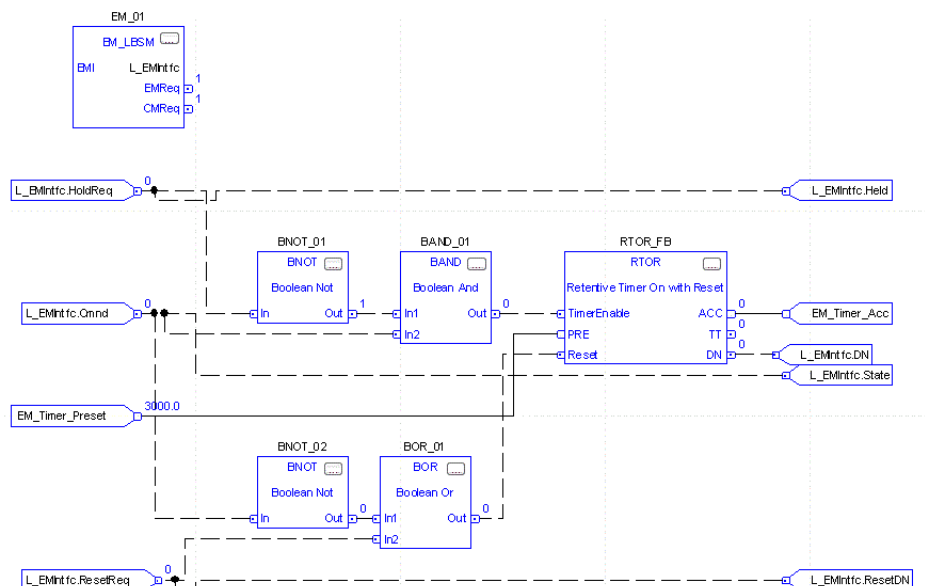 EM_01
EM_LBSM
EMI L_EMIntfc
EMReq 1
CMReq 1
L_EMIntfc.HoldReq 0 L_EMIntfc.Held
BNOT_01 BAND_01 RTOR_FB
BNOT BAND RTOR
Boolean Not Boolean And Retentive Timer On with Reset
L_EMIntfc.Cmnd 0 In Out 1 In1 Out 0 TimerEnable ACC 0 EM_Timer_Acc
In2 PRE TT 0
Reset DN 0 L_EMIntfc.DN
L_EMIntfc.State
EM_Timer_Preset 3000.0
BNOT_02 BOR_01
BNOT BOR
Boolean Not Boolean Or
In Out 0 In1 Out 0
In2
L_EMIntfc.ResetReq 0 L_EMIntfc.ResetDN